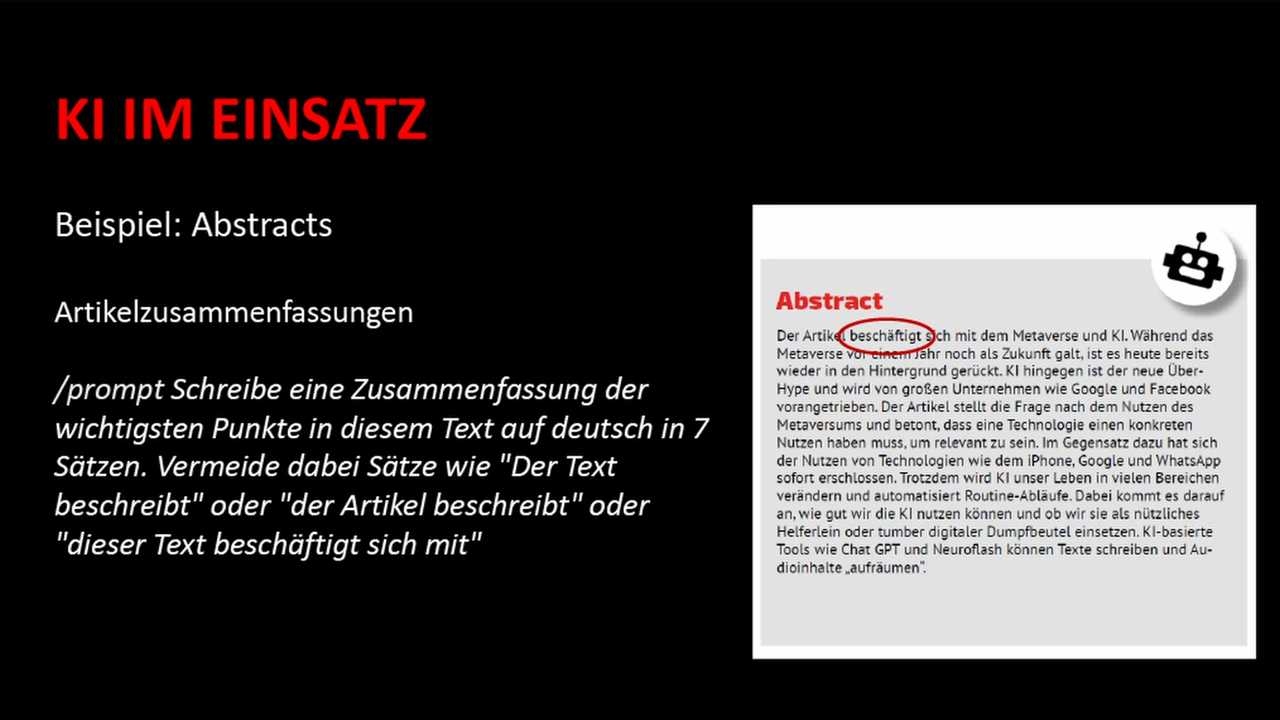 KI IM EINSATZ
Beispiel: Abstracts
Artikelzusammenfassungen
/prompt Schreibe eine Zusammenfassung der
wichtigsten Punkte in diesem Text auf deutsch in 7
Sätzen. Vermeide dabei Sätze wie "Der Text
beschreibt" oder "der Artikel beschreibt" oder
"dieser Text beschäftigt sich mit"
Abstract
Der Artikel beschäftigt sich mit dem Metaverse und KI. Während das
Metaverse vor einem Jahr noch als Zukunft galt, ist es heute bereits
wieder in den Hintergrund gerückt. KI hingegen ist der neue Über-
Hype und wird von großen Unternehmen wie Google und Facebook
vorangetrieben. Der Artikel stellt die Frage nach dem Nutzen des
Metaversums und betont, dass eine Technologie einen konkreten
Nutzen haben muss, um relevant zu sein. Im Gegensatz dazu hat sich
der Nutzen von Technologien wie dem iPhone, Google und WhatsApp
sofort erschlossen. Trotzdem wird KI unser Leben in vielen Bereichen
verändern und automatisiert Routine-Abläufe. Dabei kommt es darauf
an, wie gut wir die KI nutzen können und ob wir sie als nützliches
Helferlein oder tumber digitaler Dumpfbeutel einsetzen. KI-basierte
Tools wie Chat GPT und Neuroflash können Texte schreiben und Au-
dioinhalte „aufräumen“.